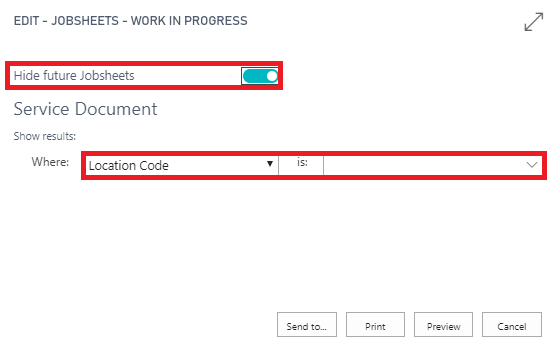 EDIT - JOBSHEETS - WORK IN PROGRESS
Hide future Jobsheets
Service Document
Show results:
Where: Location Code is:
Send to... Print Preview Cancel